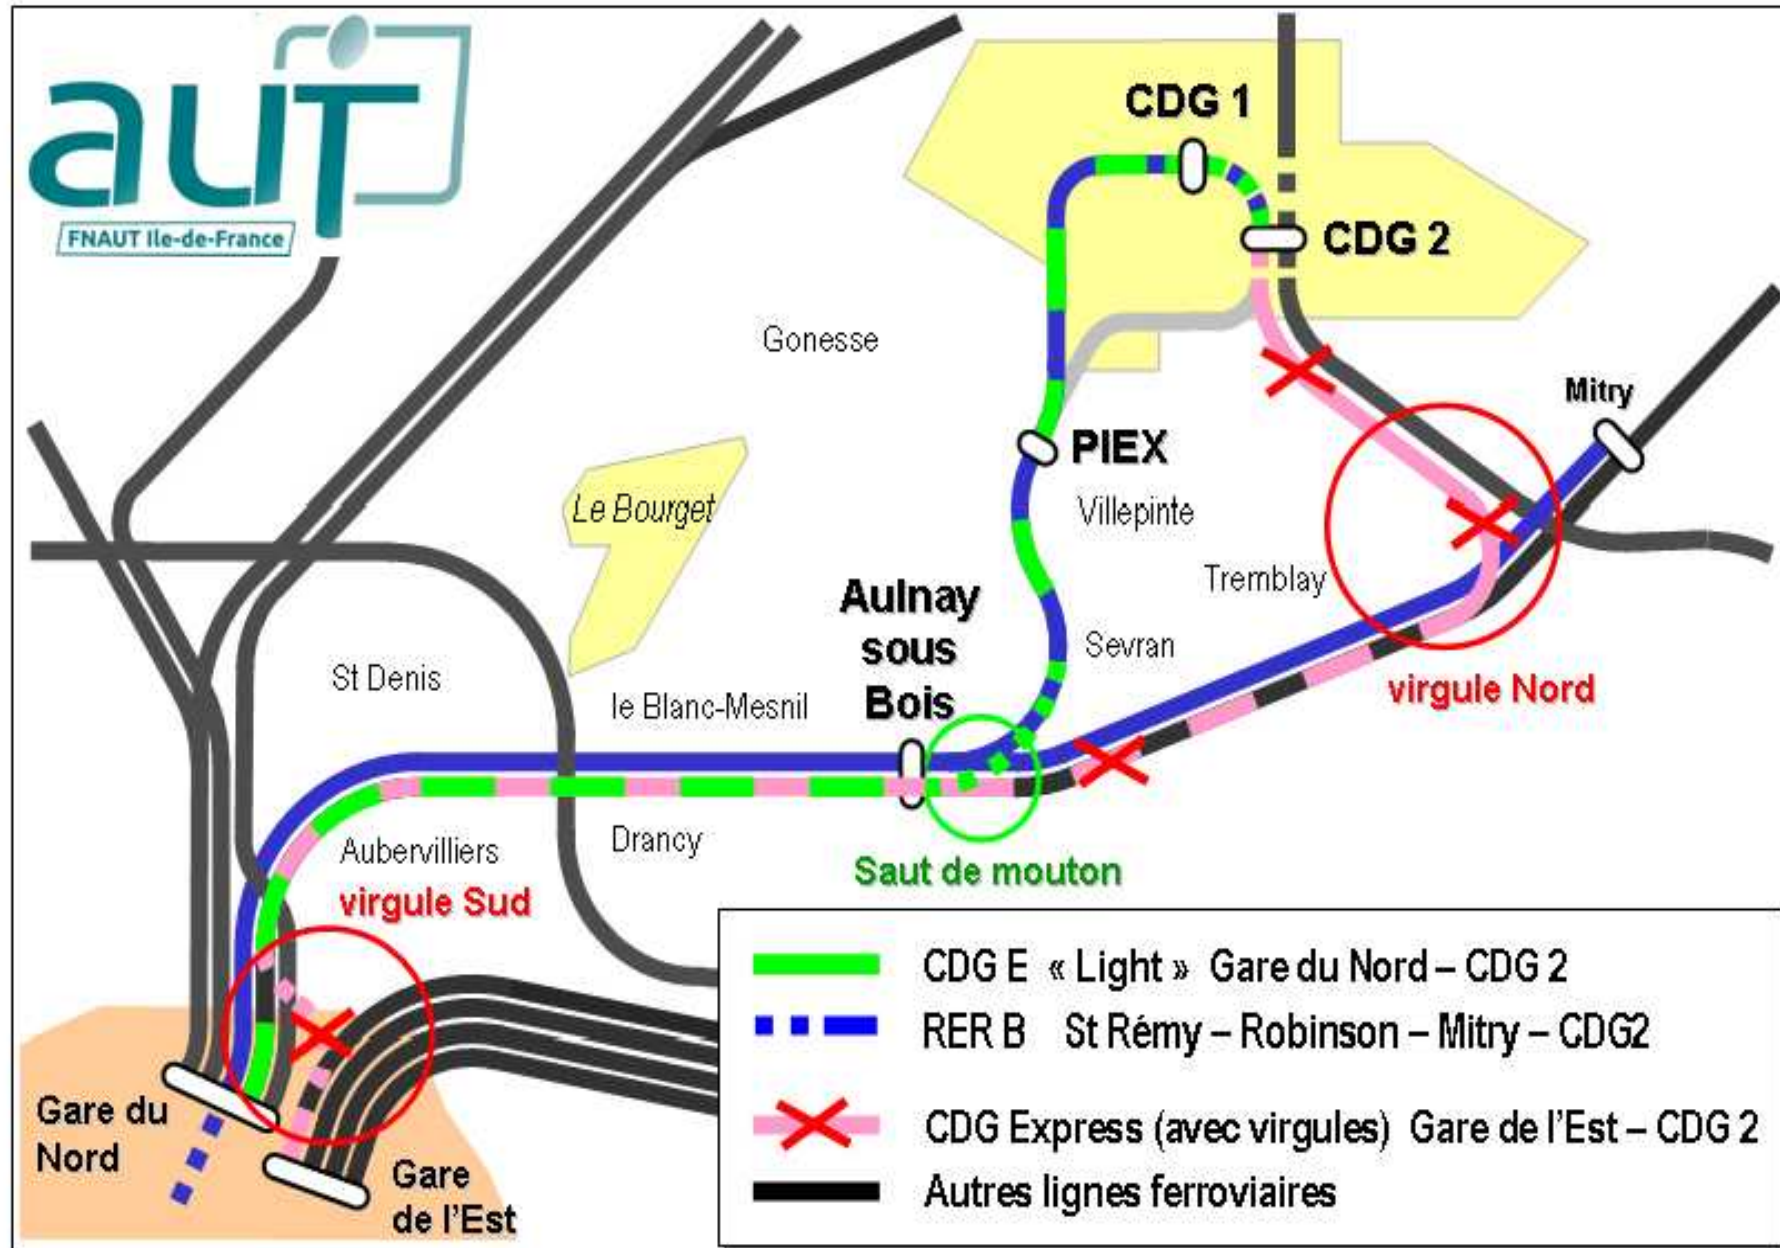 aut
FNAUT Ile-de-France
CDG 1
CDG 2
Gonesse
Mitry
PIEX
Le Bourget
Villepinte
Tremblay
Aulnay
sous
Bois
Sevran
St Denis
le Blanc-Mesnil
virgule Nord
Aubervilliers
Drancy
virgule Sud
Saut de mouton
Gare du
Nord
Gare
de l'Est
CDG E « Light » Gare du Nord – CDG 2
RER B St Rémy – Robinson – Mitry – CDG2
CDG Express (avec virgules) Gare de l'Est – CDG 2
Autres lignes ferroviaires